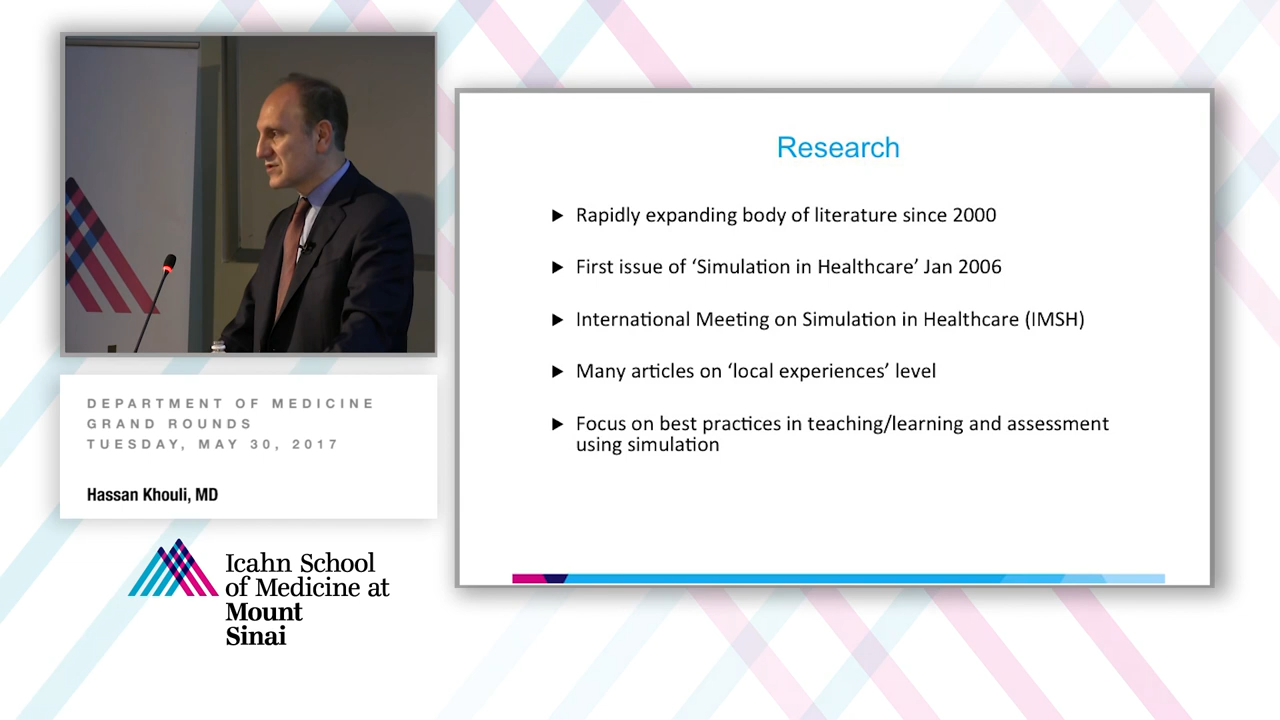 DEPARTMENT OF MEDICINE
GRAND ROUNDS
TUESDAY, MAY 30, 2017
Hassan Khouli, MD
Icahn School
of Medicine at
Mount
Sinai
Research
Rapidly expanding body of literature since 2000
First issue of ‘Simulation in Healthcare’ Jan 2006
International Meeting on Simulation in Healthcare (IMSH)
Many articles on ‘local experiences’ level
Focus on best practices in teaching/learning and assessment
using simulation